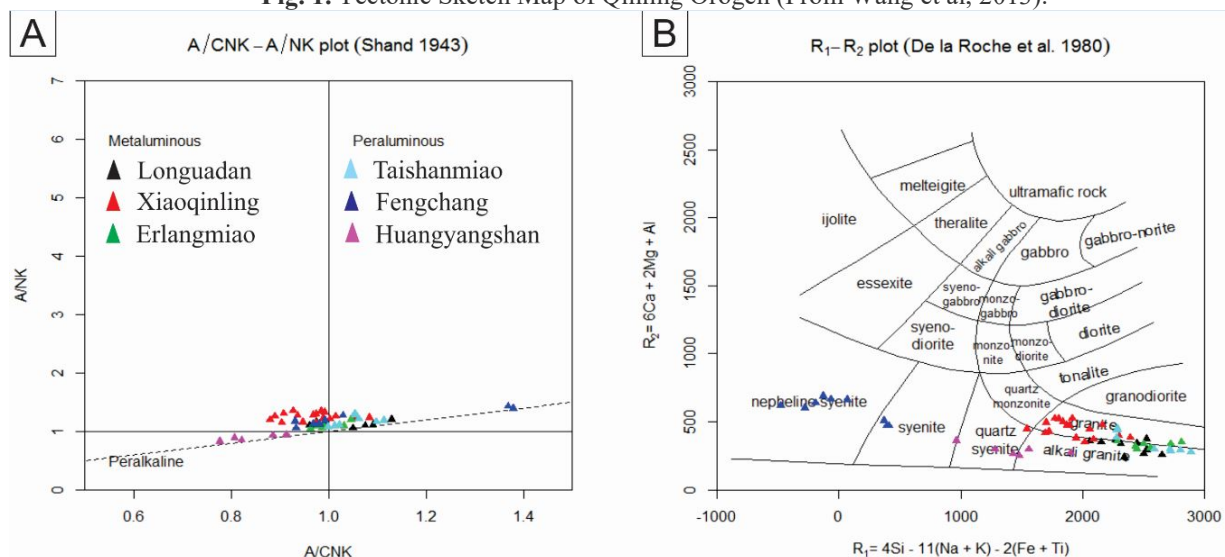 Fig. 1. Tectonic Sketch Map of Qinling Orogen (From Wang et al, 2015).
A
A/CNK – A/NK plot (Shand 1943)
7
6
5
4
3
2
1
0
A/NK
Metaluminous
Peraluminous
Longuadan
Taishanmiao
Xiaoqinling
Fengchang
Erlangmiao
Huangyangshan
Peralkaline
0.6
0.8
1.0
1.2
1.4
A/CNK
B
R1– R2 plot (De la Roche et al. 1980)
3000
2500
2000
1500
1000
500
0
R2= 6Ca + 2Mg + Al
melteigite
ultramafic rock
ijolite
theralite
alkali gabbro
gabbro
gabbro-norite
essexite
syeno-
gabbro
monzo-
gabbro
gabbro-
diorite
syeno-
diorite
monzo-
nite
monzo-
diorite
diorite
tonalite
nepheline syenite
quartz
monzonite
granodiorite
syenite
quartz
syenite
granite
alkali granite
-1000
0
1000
2000
3000
R1= 4Si - 11(Na + K) - 2(Fe + Ti)